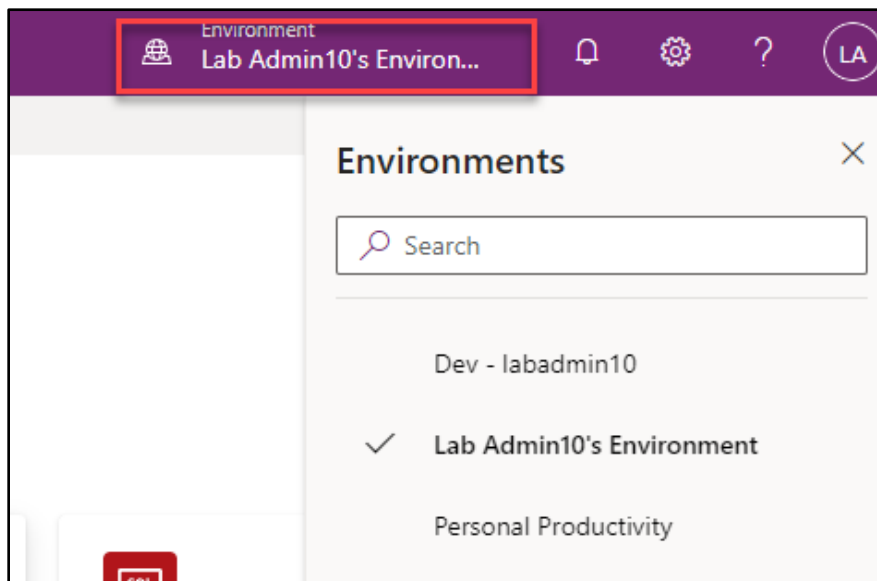 Environment
Lab Admin10's Environ...
?
LA
Environments
Search
Dev - labadmin10
Lab Admin10's Environment
Personal Productivity